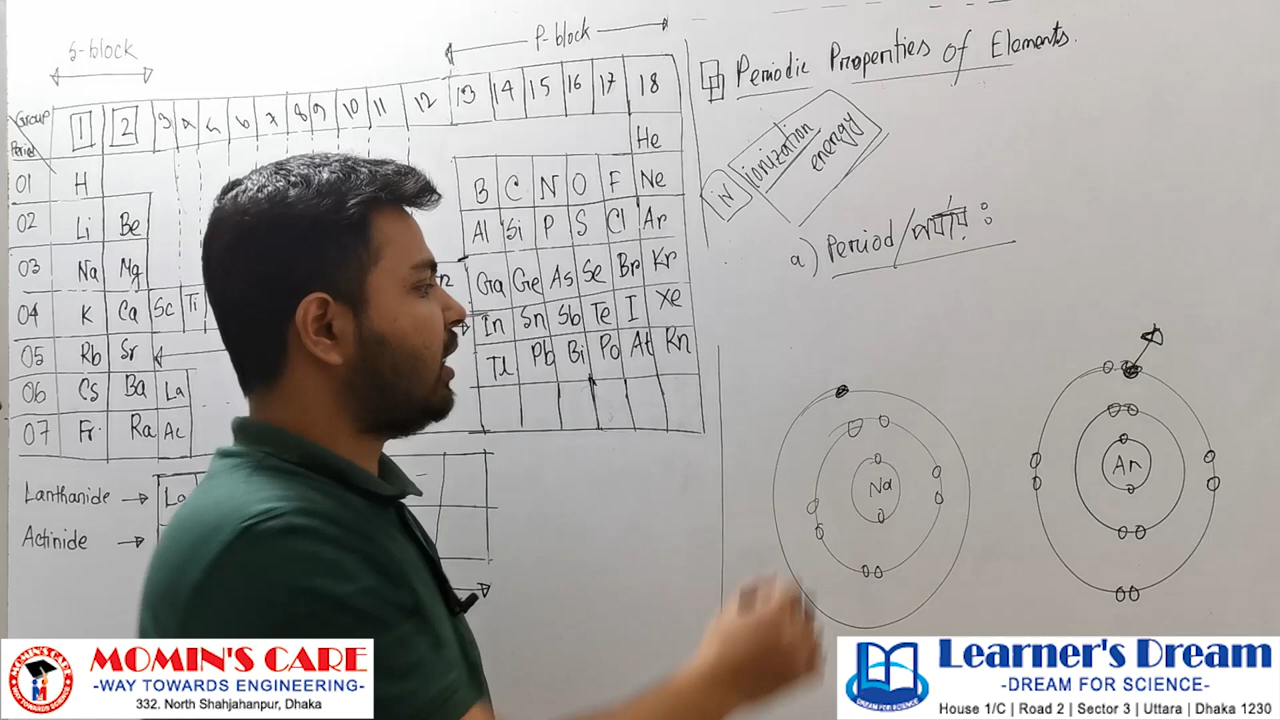 S-block
P-block
Group
Period
1 2 3 4 5 6 7 8 9 10 11 12 13 14 15 16 17 18
He
01 H
B C N O F Ne
02 Li Be
Al Si P S Cl Ar
03 Na Mg
Ga Ge As Se Br Kr
04 K Ca Sc Ti
In Sn Sb Te I Xe
05 Rb Sr
Tl Pb Bi Po At Rn
06 Cs Ba La
07 Fr Ra Ac
Lanthanide → La
Actinide →
Periodic Properties of Elements.
iv ionization
energy
a) Period/পর্যায় :
Na
Ar
MOMIN'S CARE
-WAY TOWARDS ENGINEERING-
332. North Shahjahanpur, Dhaka
Learner's Dream
-DREAM FOR SCIENCE-
House 1/C | Road 2 | Sector 3 | Uttara | Dhaka 1230
DREAM FOR SCIENCE